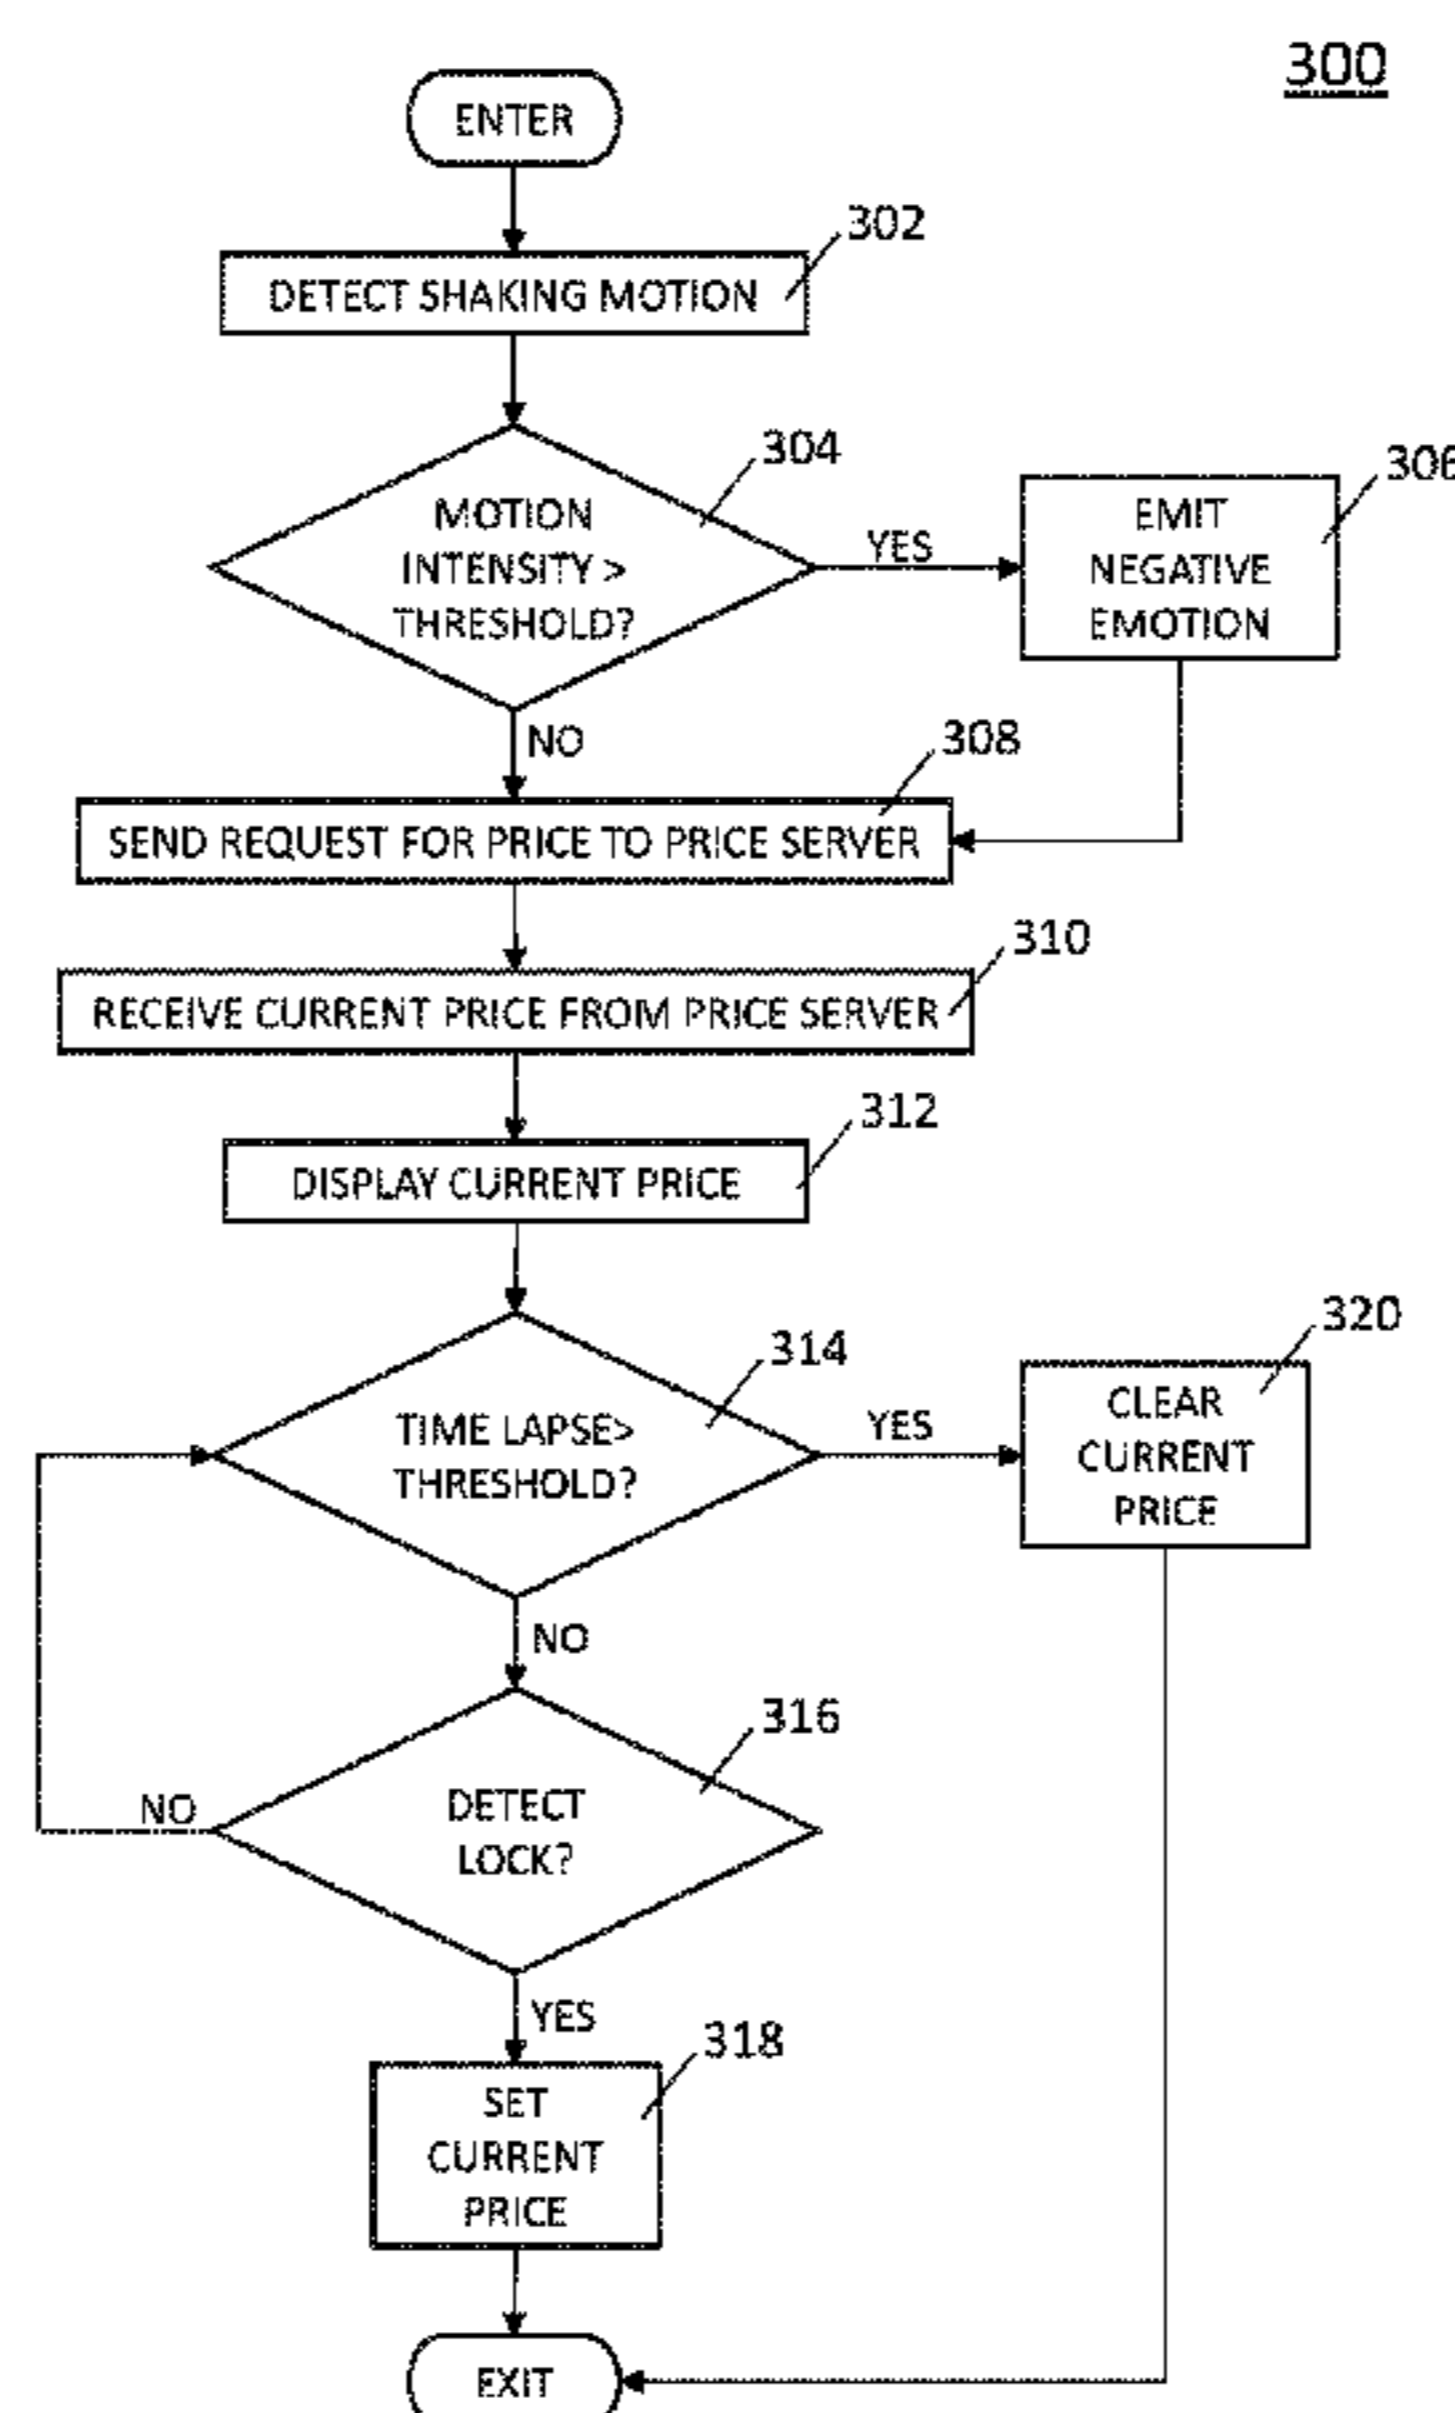 300
ENTER
302
DETECT SHAKING MOTION
304
MOTION
INTENSITY >
THRESHOLD?
YES
306
EMIT
NEGATIVE
EMOTION
NO
308
SEND REQUEST FOR PRICE TO PRICE SERVER
310
RECEIVE CURRENT PRICE FROM PRICE SERVER
312
DISPLAY CURRENT PRICE
314
TIME LAPSE>
THRESHOLD?
YES
320
CLEAR
CURRENT
PRICE
NO
316
DETECT
LOCK?
NO
YES
318
SET
CURRENT
PRICE
EXIT